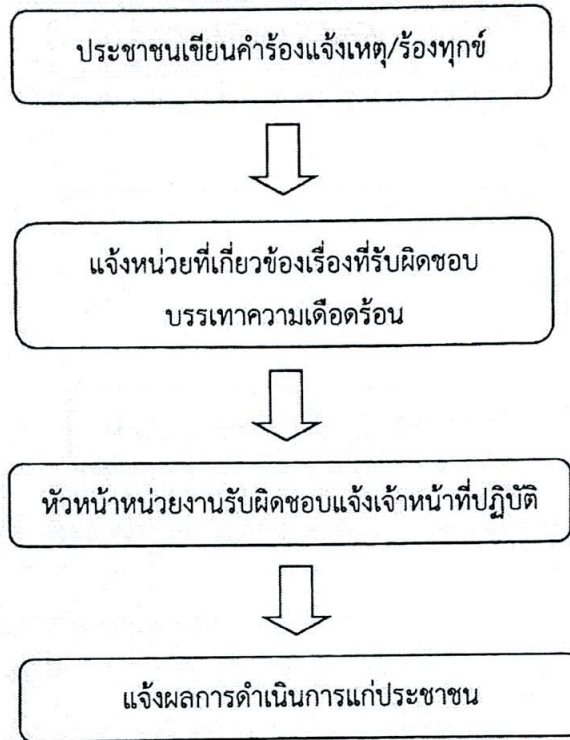 ประชาชนเขียนคำร้องแจ้งเหตุ/ร้องทุกข์
แจ้งหน่วยที่เกี่ยวข้องเรื่องที่รับผิดชอบ
บรรเทาความเดือดร้อน
หัวหน้าหน่วยงานรับผิดชอบแจ้งเจ้าหน้าที่ปฏิบัติ
แจ้งผลการดำเนินการแก่ประชาชน